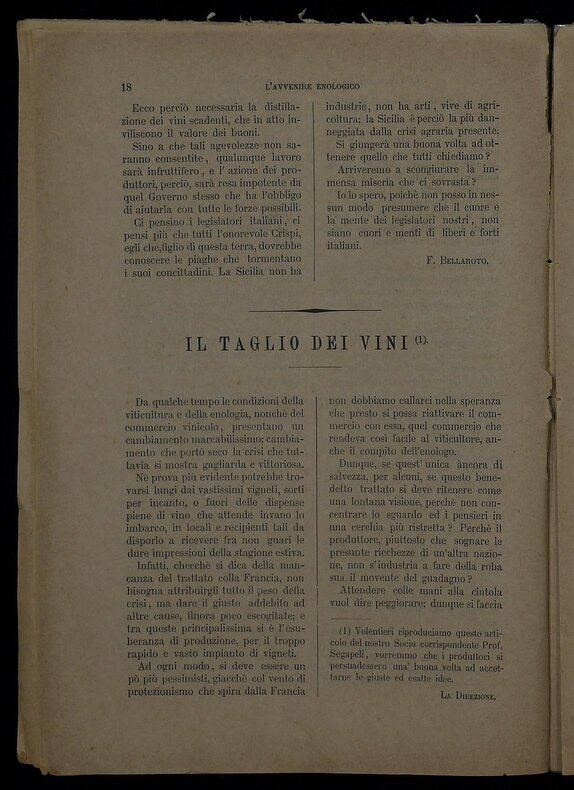 18
L'AVVENIRE ENOLOGICO
Ecco perciò necessaria la distilla-
zione dei vini scadenti, che in atto in-
viliscono il valore dei buoni.
Sino a che tali agevolezze non sa-
ranno consentite, qualunque lavoro
sarà infruttifero, e l' azione dei pro-
duttori, perciò, sarà resa impotente da
quel Governo stesso che ha l'obbligo
di aiutarla con tutte le forze possibili.
Ci pensino i legislatori italiani, ci
pensi più che tutti l'onorevole Crispi,
egli che, figlio di questa terra, dovrebbe
conoscere le piaghe che tormentano
i suoi concittadini. La Sicilia non ha
industrie, non ha arti, vive di agri-
coltura; la Sicilia è perciò la più dan-
neggiata dalla crisi agraria presente.
Si giungerà una buona volta ad ot-
tenere quello che tutti chiediamo?
Arriveremo a scongiurare la im-
mensa miseria che ci sovrasta?
Io lo spero, poichè non posso in nes-
sun modo presumere che il cuore e
la mente dei legislatori nostri, non
siano cuori e menti di liberi e forti
italiani.
F. BELLAROTO.
IL TAGLIO DEI VINI (1).
Da qualche tempo le condizioni della
viticultura e della enologia, nonchè del
commercio vinicolo, presentano un
cambiamento marcabilissimo; cambia-
mento che portò seco la crisi che tut-
tavia si mostra gagliarda e vittoriosa.
Nè prova più evidente potrebbe tro-
varsi lungi dai vastissimi vigneti, sorti
per incanto, o fuori delle dispense
piene di vino che attende invano lo
imbarco, in locali e recipienti tali da
disporlo a ricevere fra non guari le
dure impressioni della stagione estiva.
Infatti, checchè si dica della man-
canza del trattato colla Francia, non
bisogna attribuirgli tutto il peso della
crisi, ma dare il giusto addebito ad
altre cause, finora poco escogitate; e
tra queste principalissima si è l'esu-
beranza di produzione, per il troppo
rapido e vasto impianto di vigneti.
Ad ogni modo, si deve essere un
pò più pessimisti, giacchè col vento di
protezionismo che spira dalla Francia
non dobbiamo cullarci nella speranza
che presto si possa riattivare il com-
mercio con essa, quel commercio che
rendeva così facile al viticultore, an-
che il compito dell'enologo.
Dunque, se quest' unica àncora di
salvezza, per alcuni, se questo bene-
detto trattato si deve ritenere come
una lontana visione, perchè non con-
centrare lo sguardo ed i pensieri in
una cerchia più ristretta? Perchè il
produttore, piuttosto che sognare le
presunte ricchezze di un'altra nazio-
ne, non s'industria a fare della roba
sua il movente del guadagno?
Attendere colle mani alla cintola
vuol dire peggiorare; dunque si faccia
(1) Volentieri riproduciamo questo arti-
colo del nostro Socio corrispondente Prof.
Segapeli, vorremmo che i produttori si
persuadessero una' buona volta ad accet-
tarne le giuste ed esatte idee.
LA DIREZIONE.